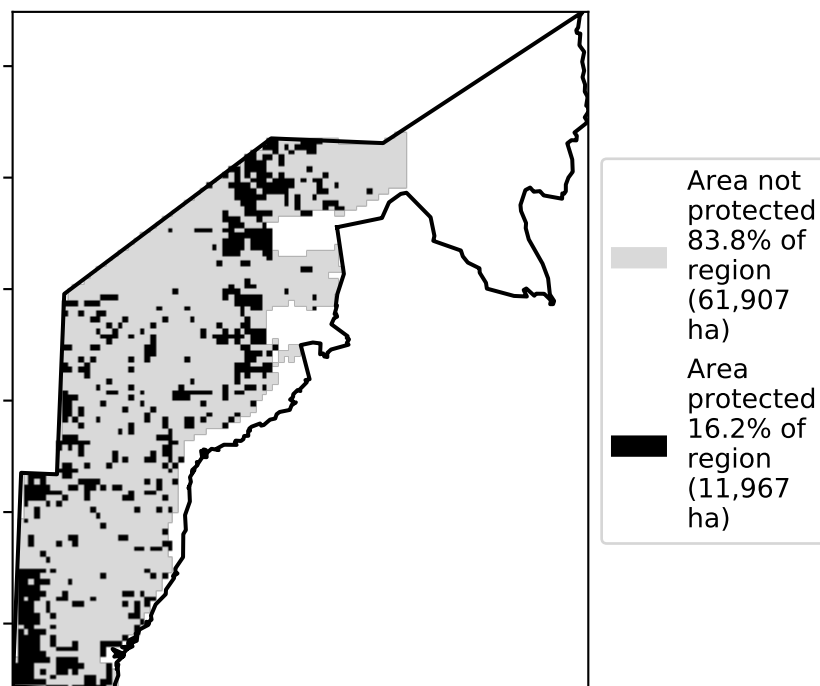 Area not
protected
83.8% of
region
(61,907
ha)
Area
protected
16.2% of
region
(11,967
ha)